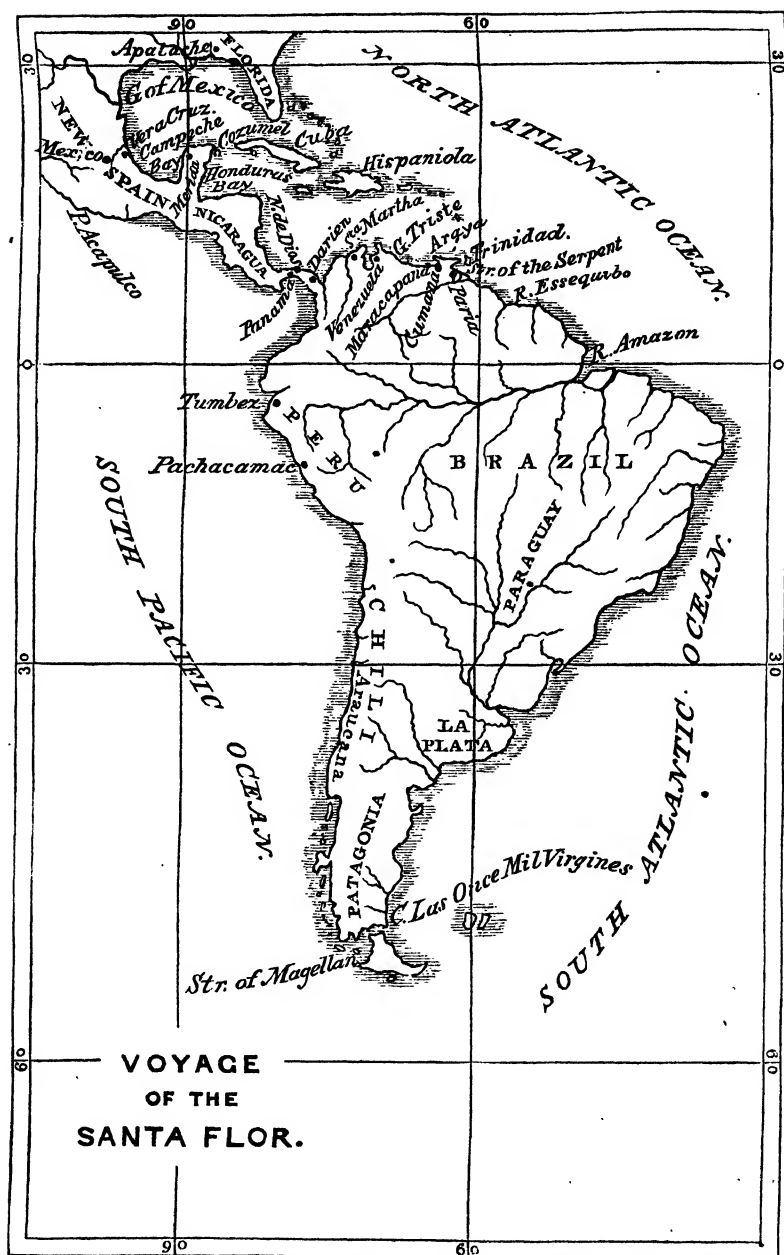 90 60
30 30
Apalache
FLORIDA
G of Mexico
NORTH ATLANTIC OCEAN.
NEW SPAIN
Mexico
Vera Cruz.
Campeche Bay
Merida
Cozumel
Cuba
Honduras Bay
Hispaniola
P. Acapulco
NICARAGUA
N. de Dios
Panama
Darien
Sta Martha
G. Triste
Venezuela
Maracapana
Cumana
Paria
Trinidad.
Str. of the Serpent
R. Essequibo
R. Amazon
0 0
Tumbez
PERU
Pachacamac
BRAZIL
PARAGUAY
SOUTH PACIFIC OCEAN.
CHILI
Araucana
30 30
LA PLATA
PATAGONIA
SOUTH ATLANTIC OCEAN.
C. Las Once Mil Virgines
Str. of Magellan
60 60
VOYAGE
OF THE
SANTA FLOR.
90 60